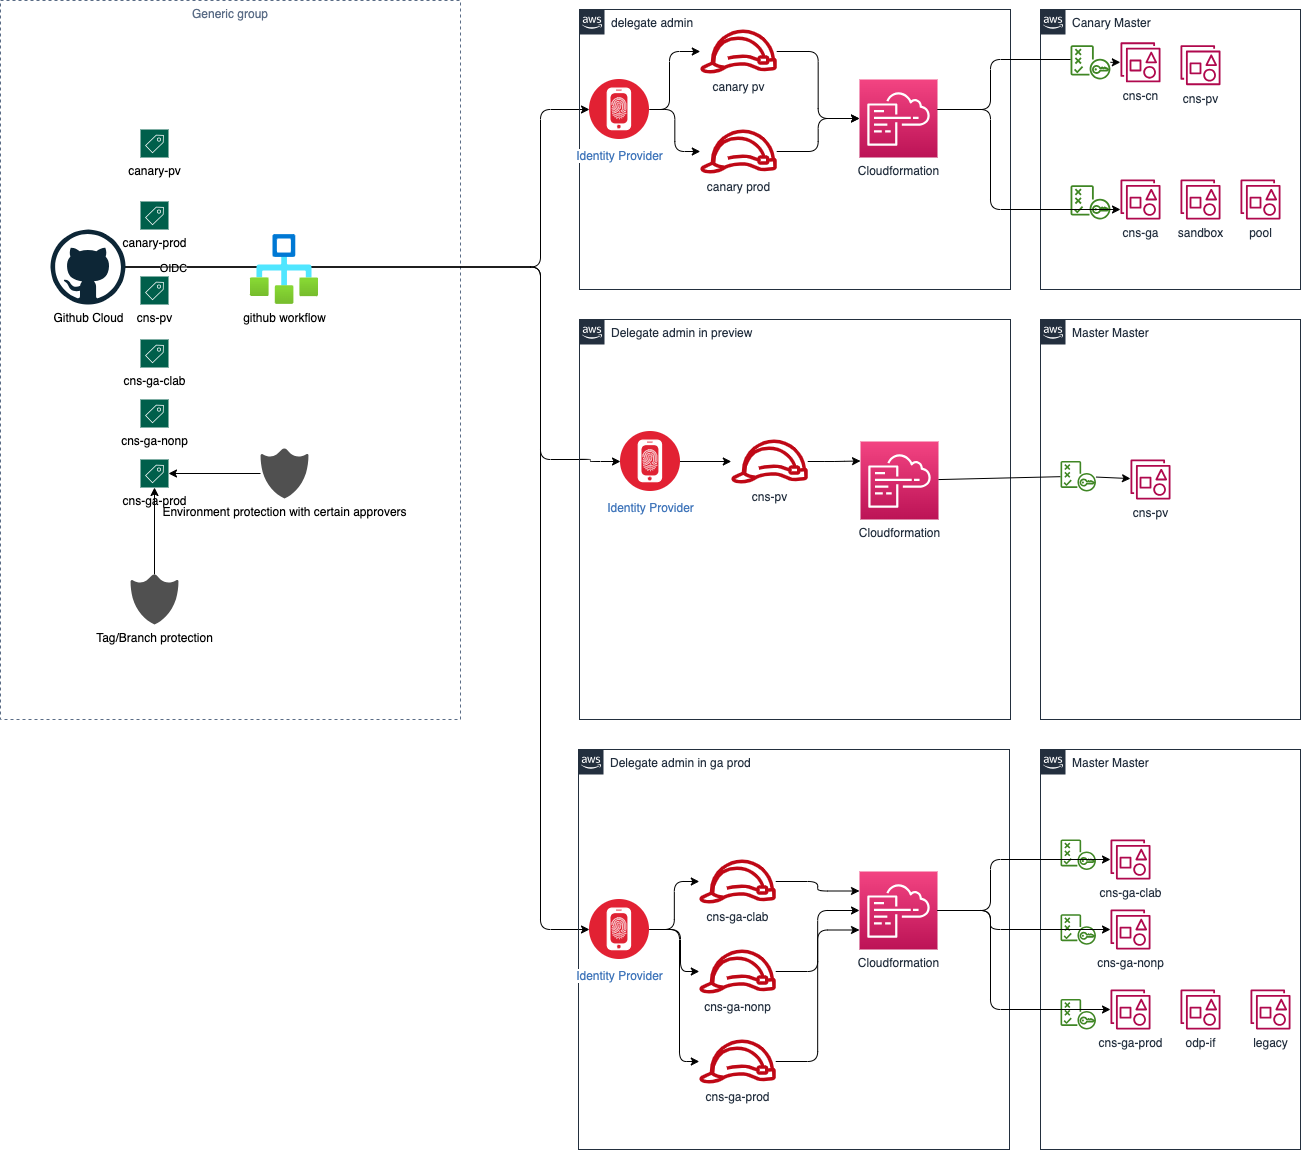 Generic group
canary-pv
canary-prod
OIDC
Github Cloud
cns-pv
github workflow
cns-ga-clab
cns-ga-nonp
cns-ga-prod
Environment protection with certain approvers
Tag/Branch protection
aws
delegate admin
canary pv
Identity Provider
canary prod
Cloudformation
aws
Canary Master
cns-cn
cns-pv
cns-ga
sandbox
pool
aws
Delegate admin in preview
Identity Provider
cns-pv
Cloudformation
aws
Master Master
cns-pv
aws
Delegate admin in ga prod
cns-ga-clab
Identity Provider
cns-ga-nonp
cns-ga-prod
Cloudformation
aws
Master Master
cns-ga-clab
cns-ga-nonp
cns-ga-prod
odp-if
legacy